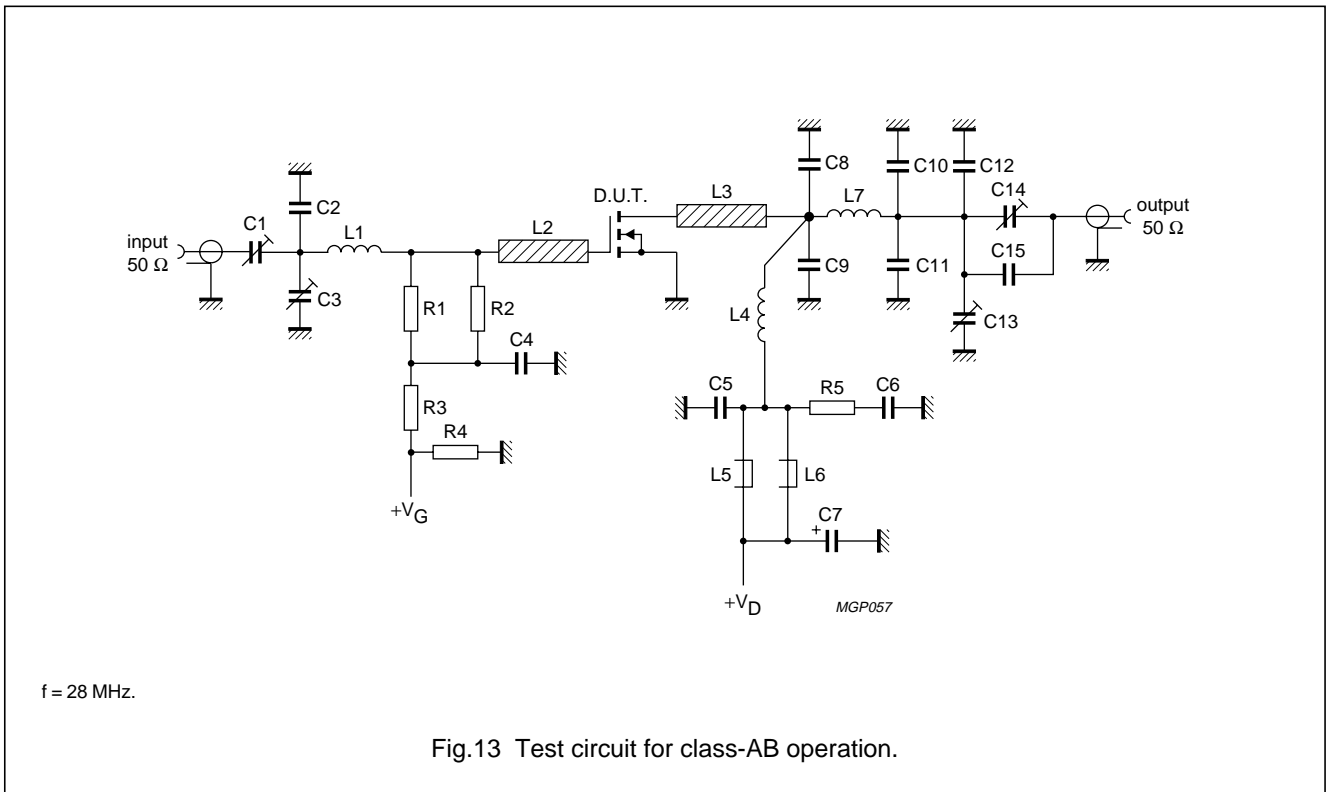 C8
C10
C12
L7
C14
D.U.T.
L3
output
50 Ω
C2
C1
L1
L2
input
50 Ω
C15
C9
C11
C3
R1
R2
L4
C13
C4
C5
R5
C6
R3
R4
L5
L6
+VG
C7
+
+VD
MGP057
f = 28 MHz.
Fig.13 Test circuit for class-AB operation.